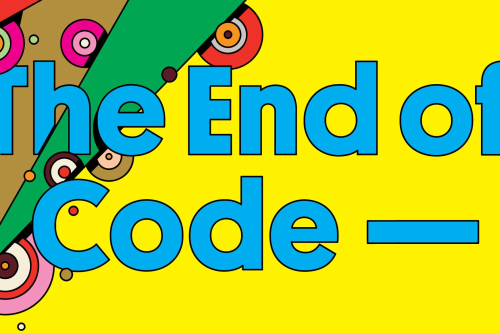 The End of
Code —